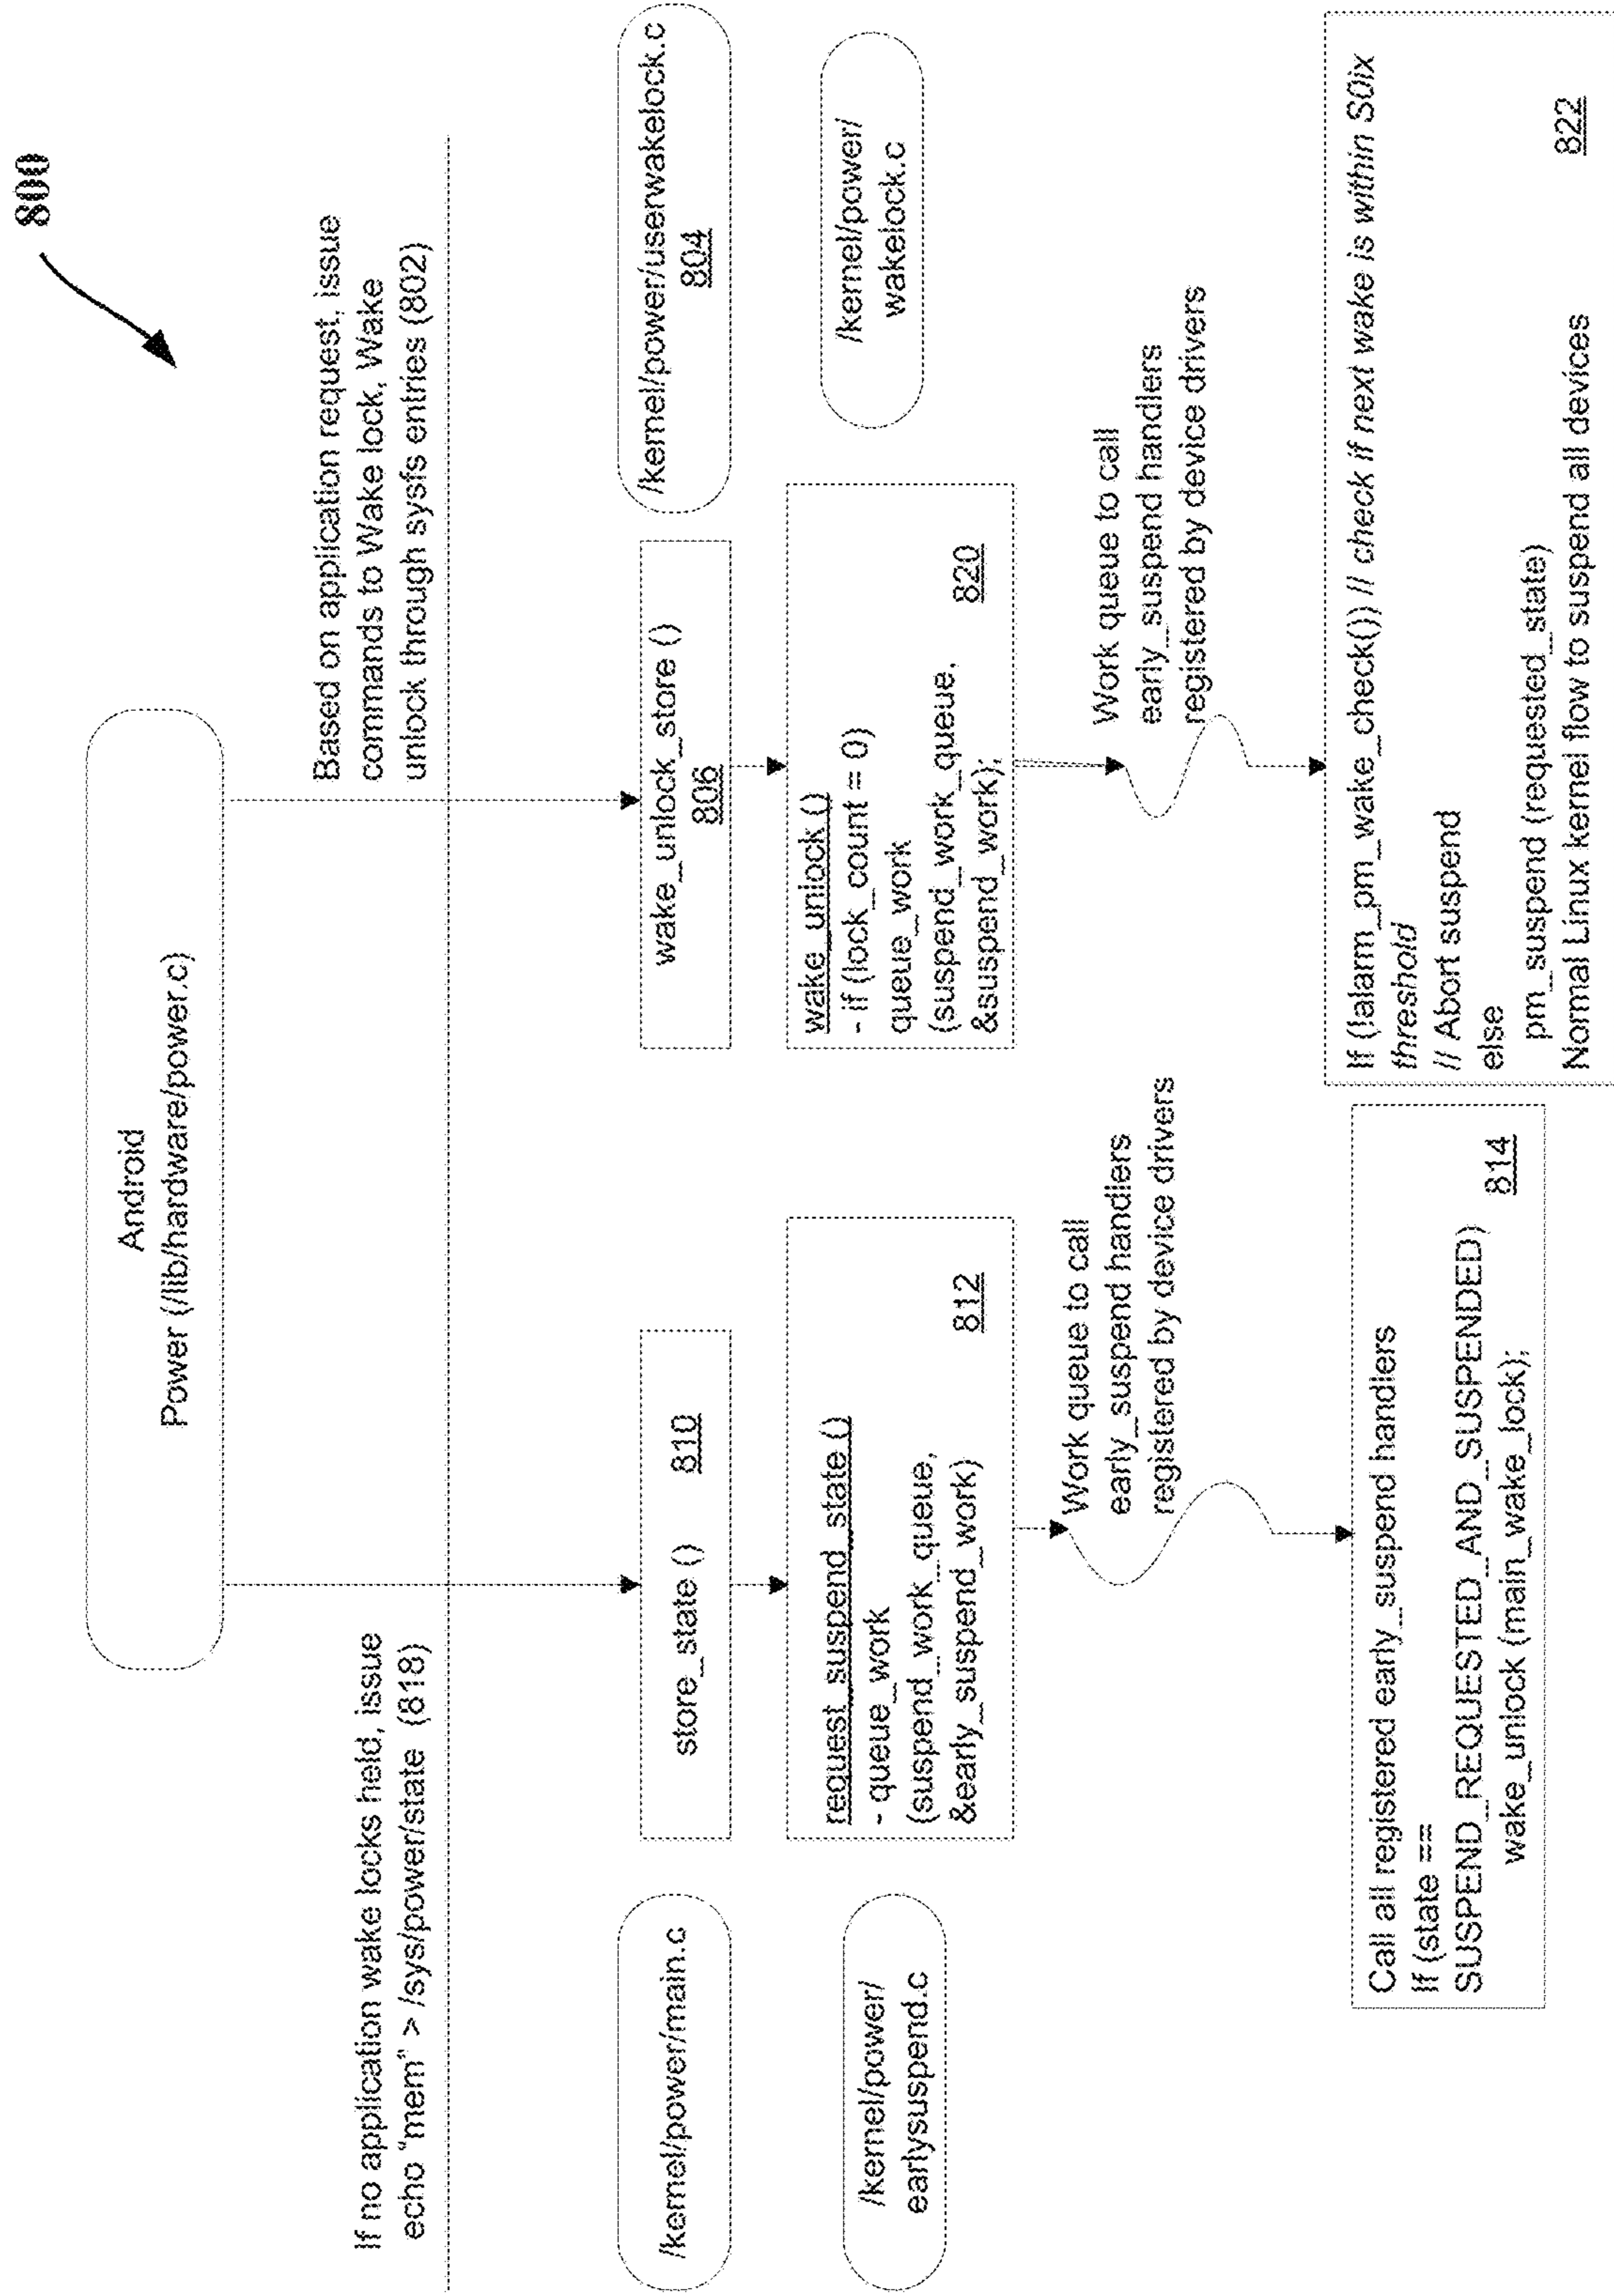 800
Android
Power (/lib/hardware/power.c)
If no application wake locks held, issue
echo "mem" > /sys/power/state (818)
Based on application request, issue
commands to Wake lock, Wake
unlock through sysfs entries (802)
/kernel/power/main.c
store_state () 810
wake_unlock_store ()
806
/kernel/power/userwakelock.c
804
/kernel/power/
earlysuspend.c
request_suspend_state ()
- queue_work
(suspend_work_queue,
&early_suspend_work)
812
wake_unlock ()
- if (lock_count = 0)
queue_work
(suspend_work_queue,
&suspend_work);
820
/kernel/power/
wakelock.c
Work queue to call
early_suspend handlers
registered by device drivers
Work queue to call
early_suspend handlers
registered by device drivers
Call all registered early_suspend handlers
If (state ==
SUSPEND_REQUESTED_AND_SUSPENDED)
wake_unlock (main_wake_lock);
814
If (!alarm_pm_wake_check()) // check if next wake is within S0ix
threshold
// Abort suspend
else
pm_suspend (requested_state)
Normal Linux kernel flow to suspend all devices
822